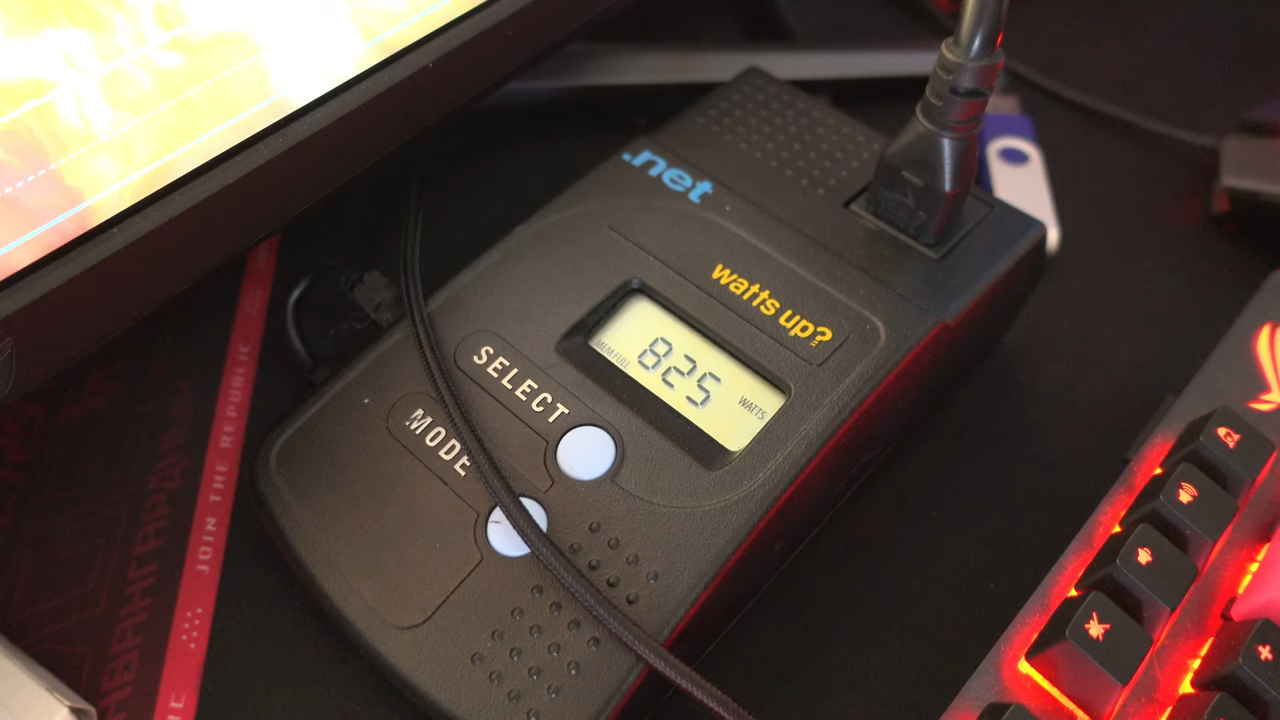 .net
watts up?
825
MEM FULL
WATTS
SELECT
MODE
JOIN THE REPUBLIC
+